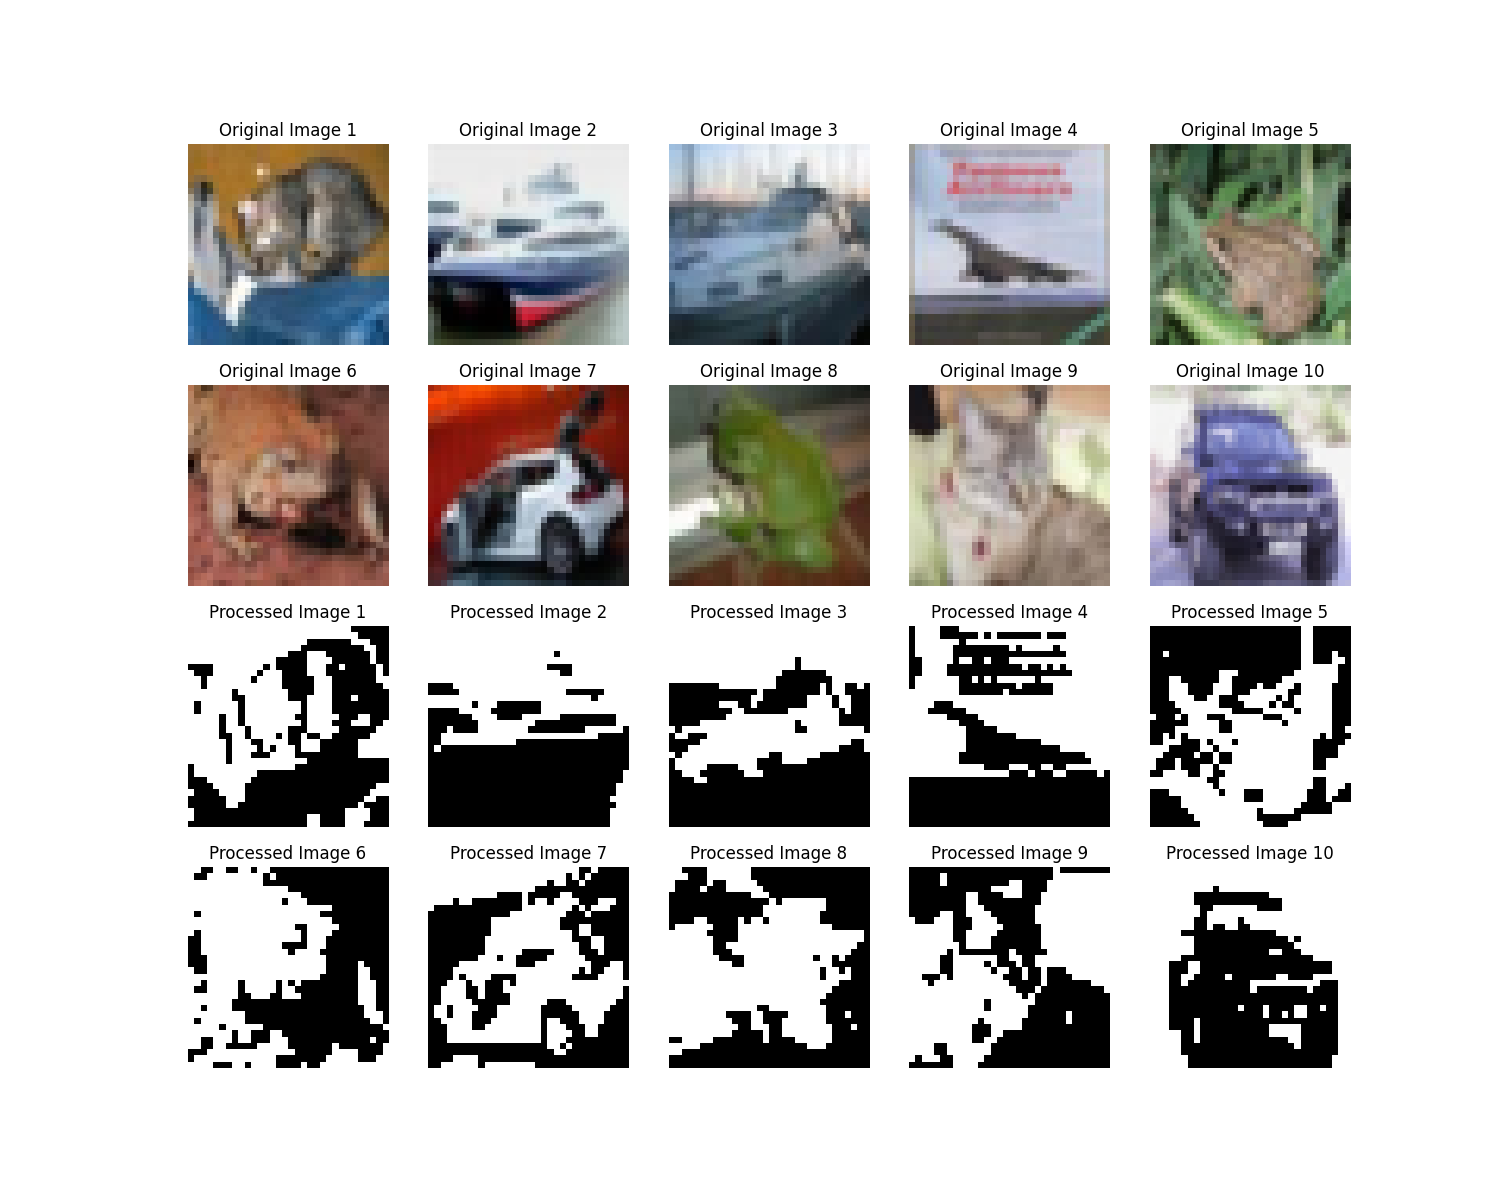 Original Image 1
Original Image 2
Original Image 3
Original Image 4
Original Image 5
Original Image 6
Original Image 7
Original Image 8
Original Image 9
Original Image 10
Processed Image 1
Processed Image 2
Processed Image 3
Processed Image 4
Processed Image 5
Processed Image 6
Processed Image 7
Processed Image 8
Processed Image 9
Processed Image 10